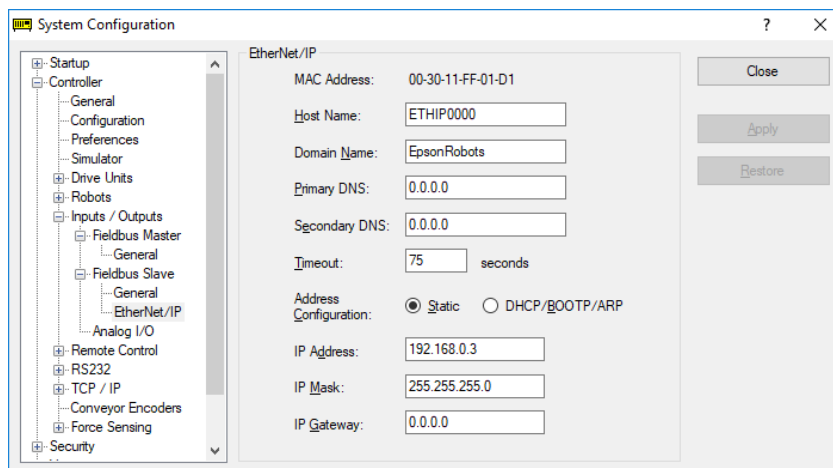 System Configuration
Startup
Controller
General
Configuration
Preferences
Simulator
Drive Units
Robots
Inputs / Outputs
Fieldbus Master
General
Fieldbus Slave
General
EtherNet/IP
Analog I/O
Remote Control
RS232
TCP / IP
Conveyor Encoders
Force Sensing
Security
EtherNet/IP
MAC Address: 00-30-11-FF-01-D1
Host Name: ETHIP0000
Domain Name: EpsonRobots
Primary DNS: 0.0.0.0
Secondary DNS: 0.0.0.0
Timeout: 75 seconds
Address
Configuration: Static DHCP/BOOTP/ARP
IP Address: 192.168.0.3
IP Mask: 255.255.255.0
IP Gateway: 0.0.0.0
Close
Apply
Restore